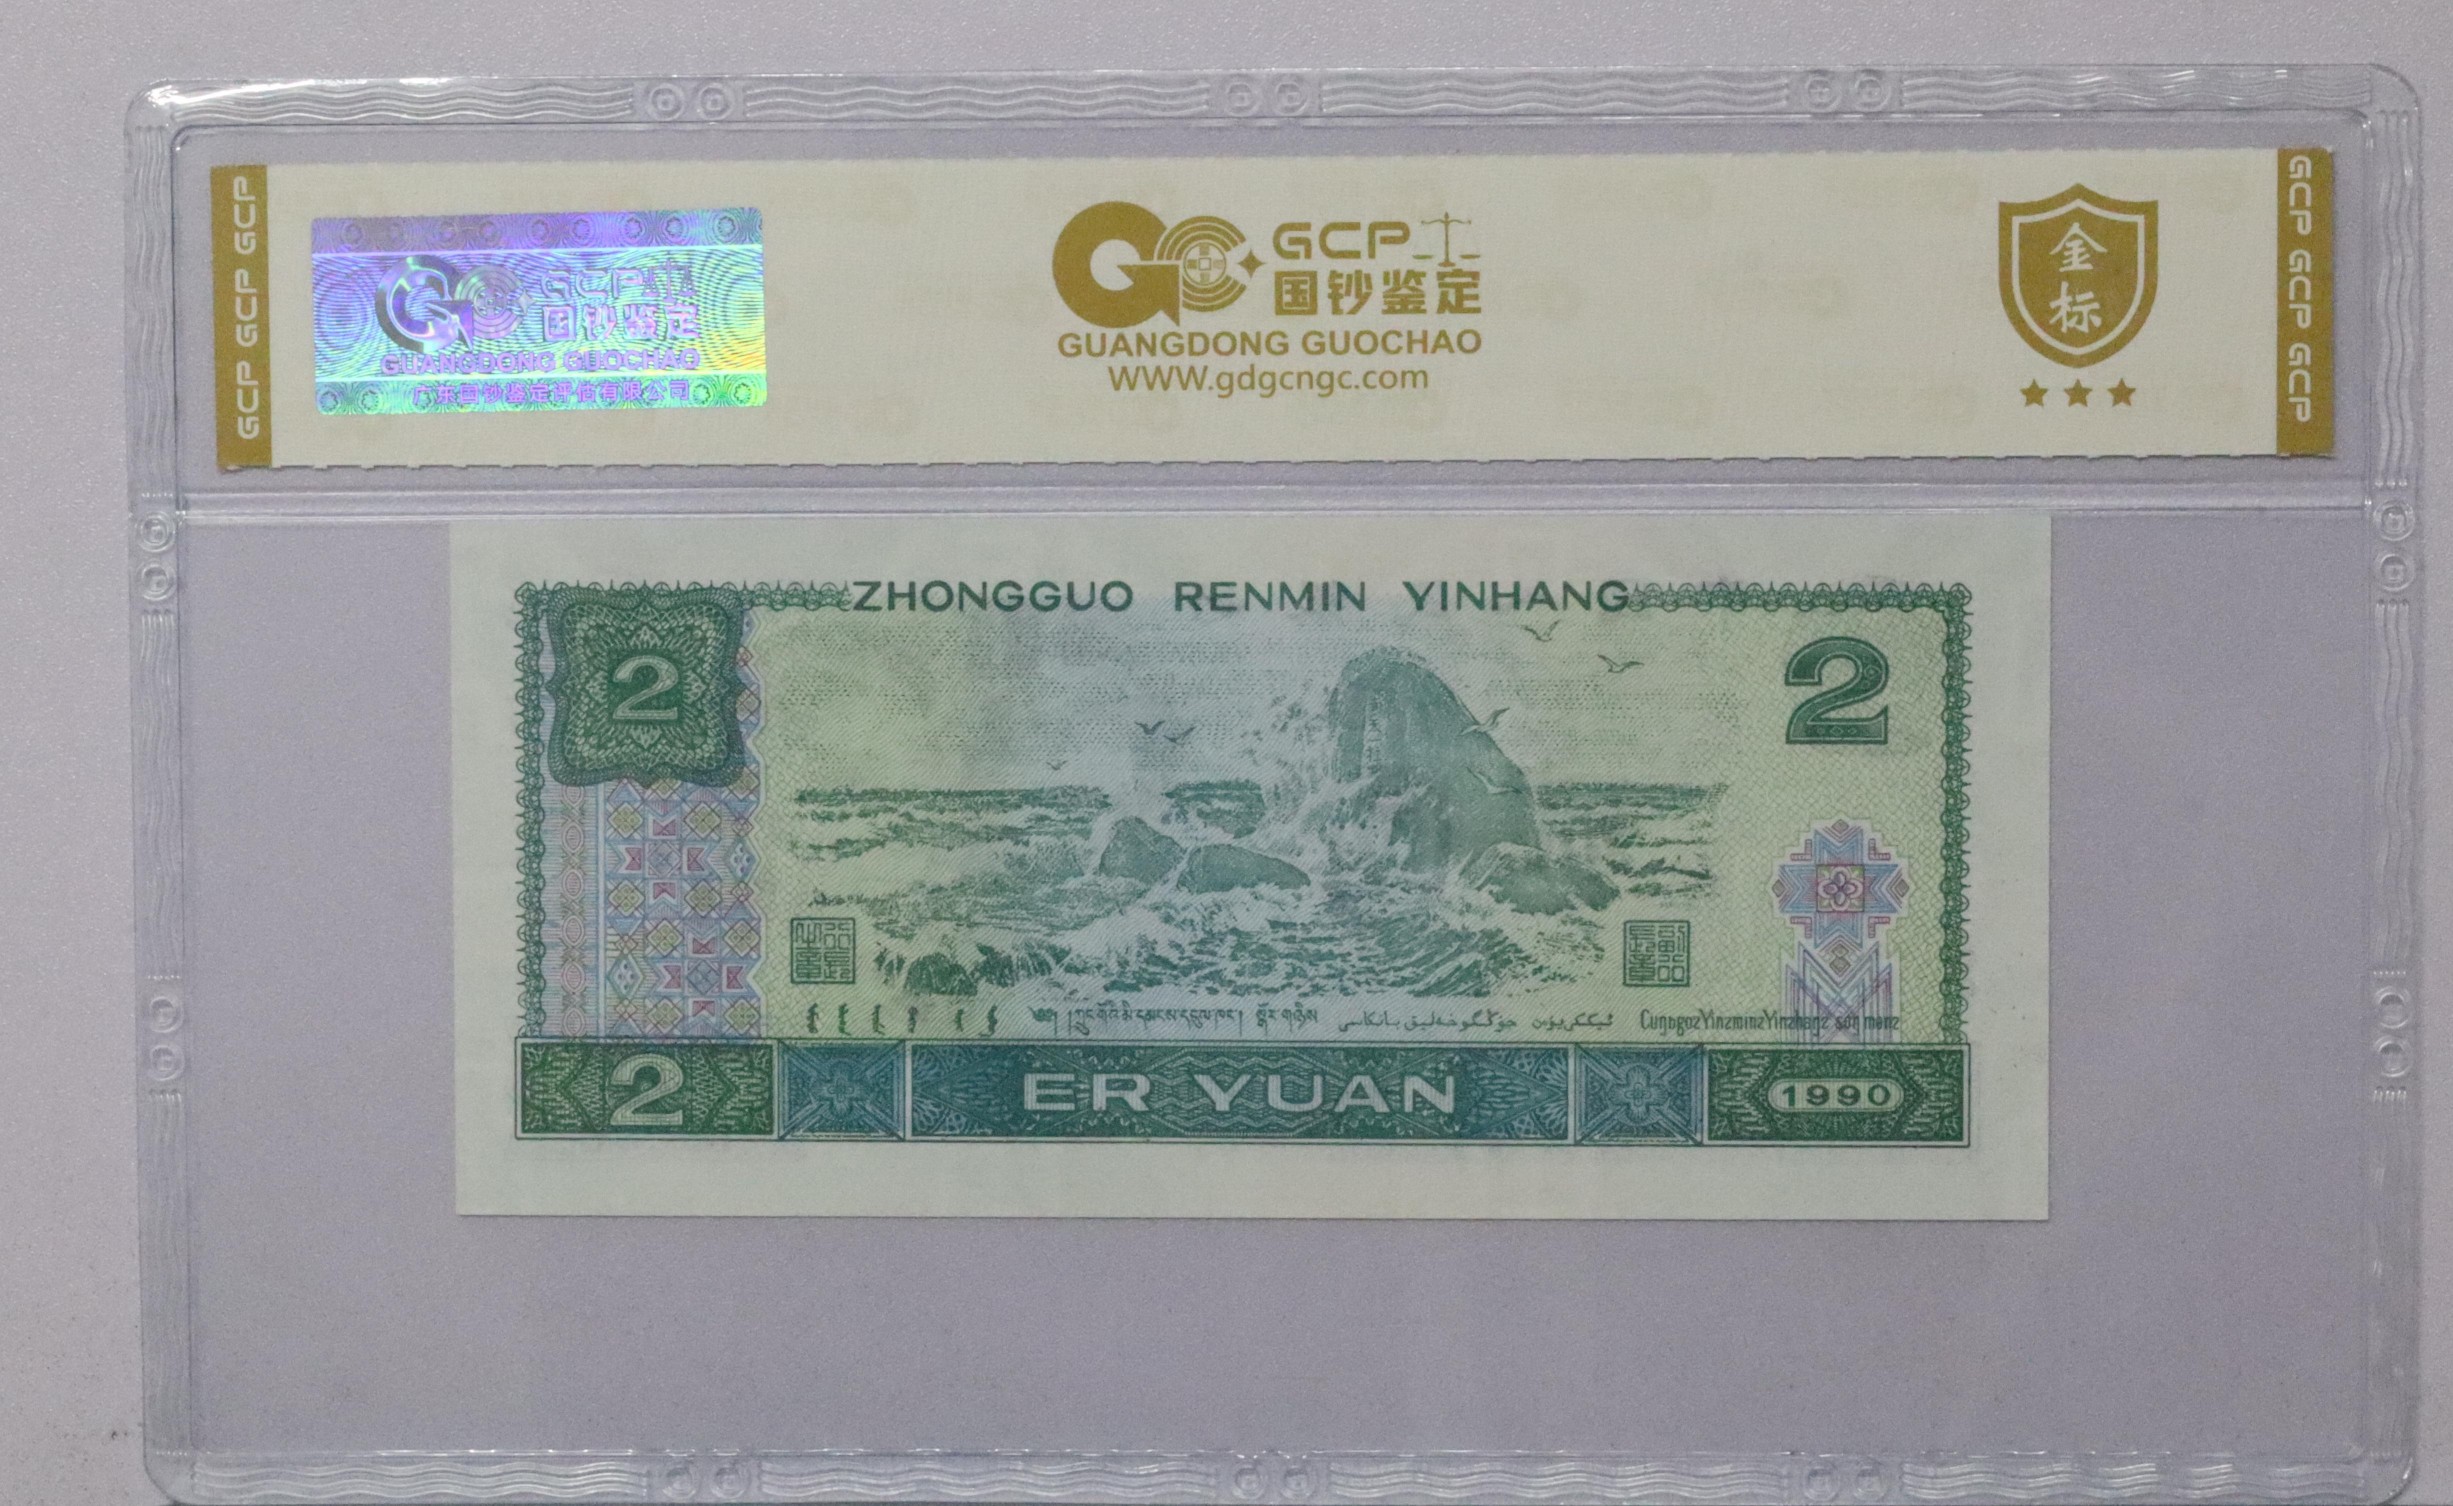 GCP GCP GCP
GCP
国钞鉴定
GUANGDONG GUOCHAO
广东国钞鉴定评估有限公司
GCP
国钞鉴定
GUANGDONG GUOCHAO
WWW.gdgcngc.com
金
标
GCP GCP GCP
ZHONGGUO RENMIN YINHANG
2
2
2
ER YUAN
1990